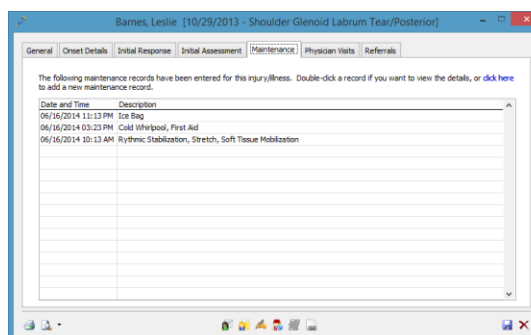 Barnes, Leslie [10/29/2013 - Shoulder Glenoid Labrum Tear/Posterior]
General Onset Details Initial Response Initial Assessment Maintenance Physician Visits Referrals
The following maintenance records have been entered for this injury/illness. Double-click a record if you want to view the details, or click here
to add a new maintenance record.
Date and Time Description
06/16/2014 11:13 PM Ice Bag
06/16/2014 03:23 PM Cold Whirlpool, First Aid
06/16/2014 10:13 AM Rythmic Stabilization, Stretch, Soft Tissue Mobilization